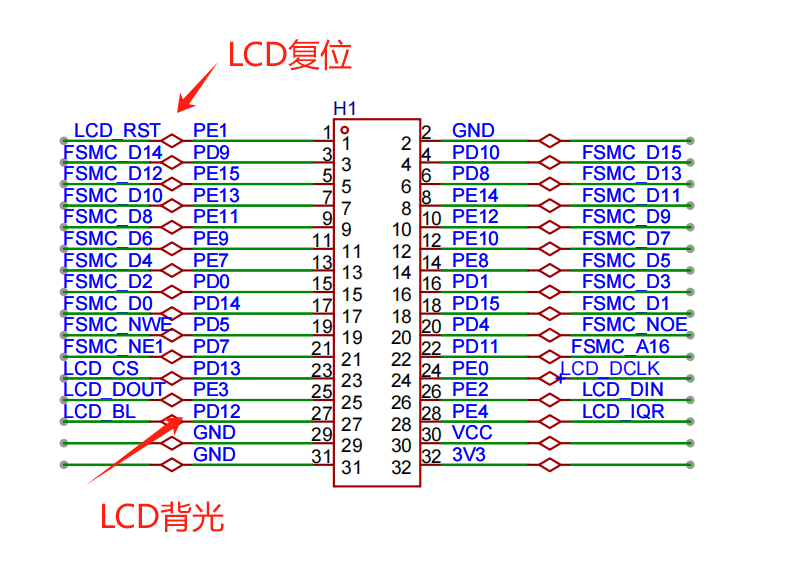 LCD复位
H1
LCD_RST PE1 1 1 2 2 GND
FSMC_D14 PD9 3 3 4 4 PD10 FSMC_D15
FSMC_D12 PE15 5 5 6 6 PD8 FSMC_D13
FSMC_D10 PE13 7 7 8 8 PE14 FSMC_D11
FSMC_D8 PE11 9 9 10 10 PE12 FSMC_D9
FSMC_D6 PE9 11 11 12 12 PE10 FSMC_D7
FSMC_D4 PE7 13 13 14 14 PE8 FSMC_D5
FSMC_D2 PD0 15 15 16 16 PD1 FSMC_D3
FSMC_D0 PD14 17 17 18 18 PD15 FSMC_D1
FSMC_NWE PD5 19 19 20 20 PD4 FSMC_NOE
FSMC_NE1 PD7 21 21 22 22 PD11 FSMC_A16
LCD_CS PD13 23 23 24 24 PE0 LCD_DCLK
LCD_DOUT PE3 25 25 26 26 PE2 LCD_DIN
LCD_BL PD12 27 27 28 28 PE4 LCD_IQR
GND 29 29 30 30 VCC
GND 31 31 32 32 3V3
LCD背光